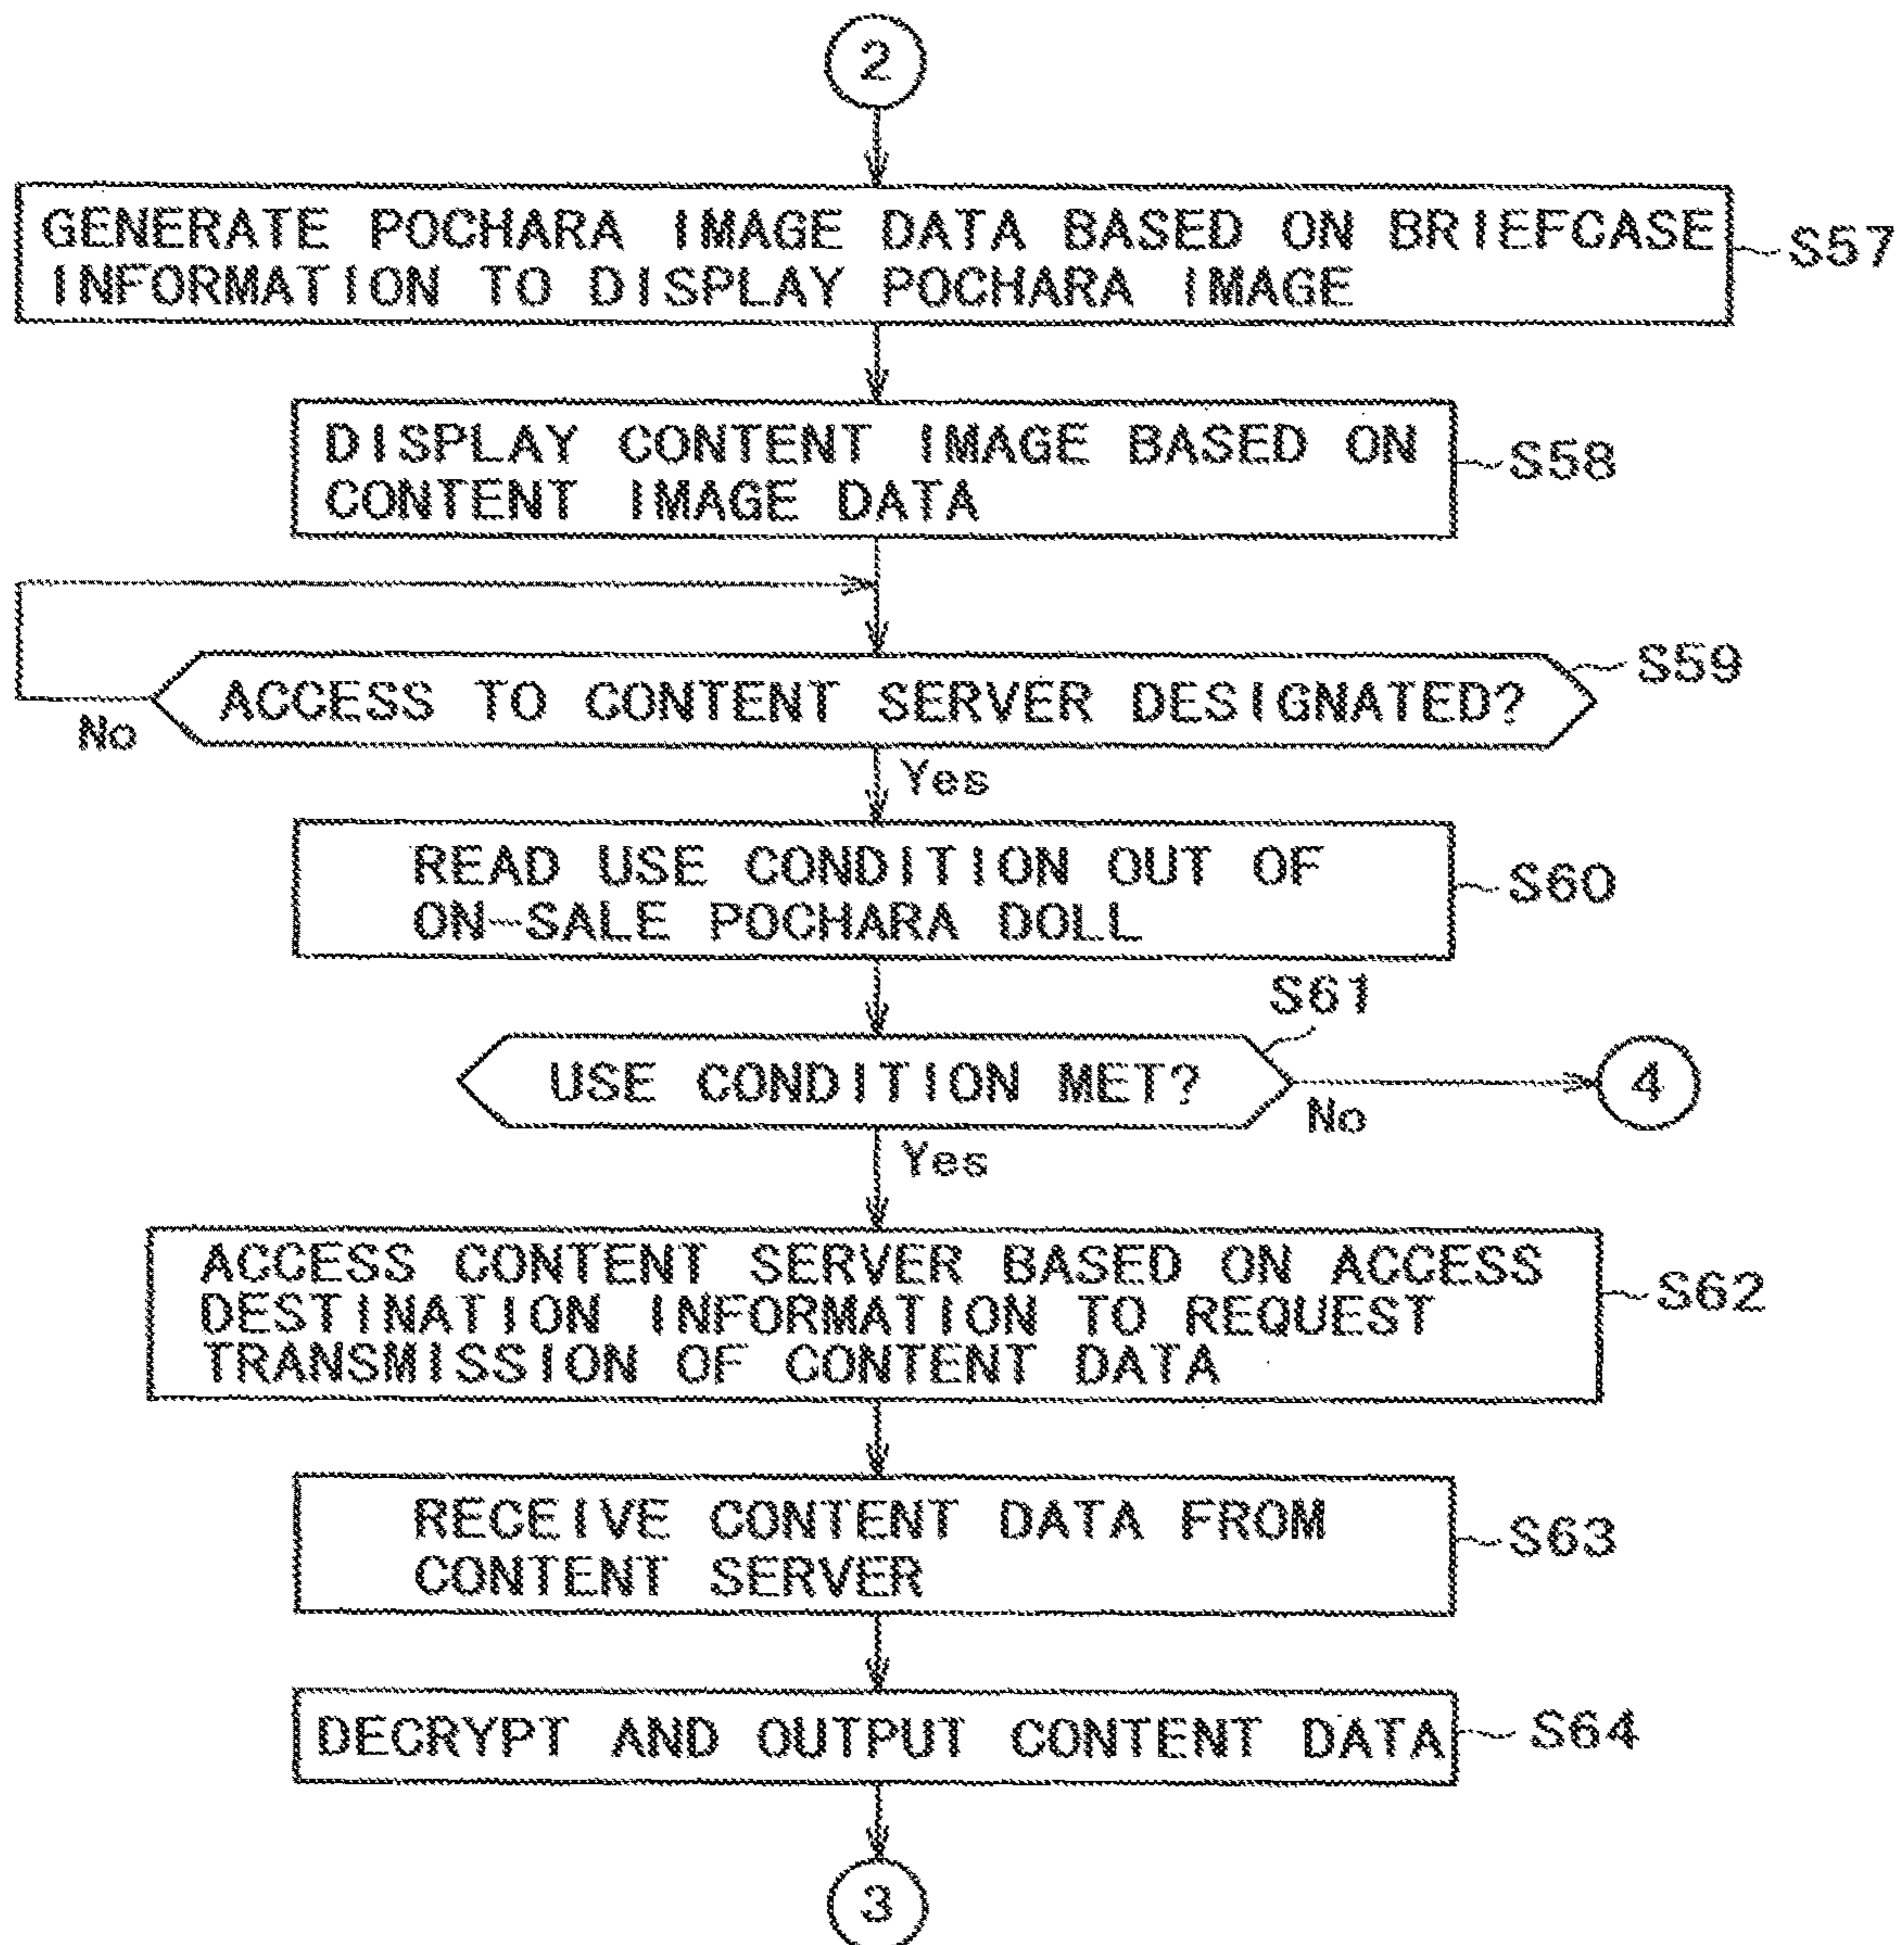 2
GENERATE POCHARA IMAGE DATA BASED ON BRIEFCASE
INFORMATION TO DISPLAY POCHARA IMAGE
S57
DISPLAY CONTENT IMAGE BASED ON
CONTENT IMAGE DATA
S58
S59
ACCESS TO CONTENT SERVER DESIGNATED?
No
Yes
READ USE CONDITION OUT OF
ON-SALE POCHARA DOLL
S60
S61
USE CONDITION MET?
4
No
Yes
ACCESS CONTENT SERVER BASED ON ACCESS
DESTINATION INFORMATION TO REQUEST
TRANSMISSION OF CONTENT DATA
S62
RECEIVE CONTENT DATA FROM
CONTENT SERVER
S63
DECRYPT AND OUTPUT CONTENT DATA
S64
3